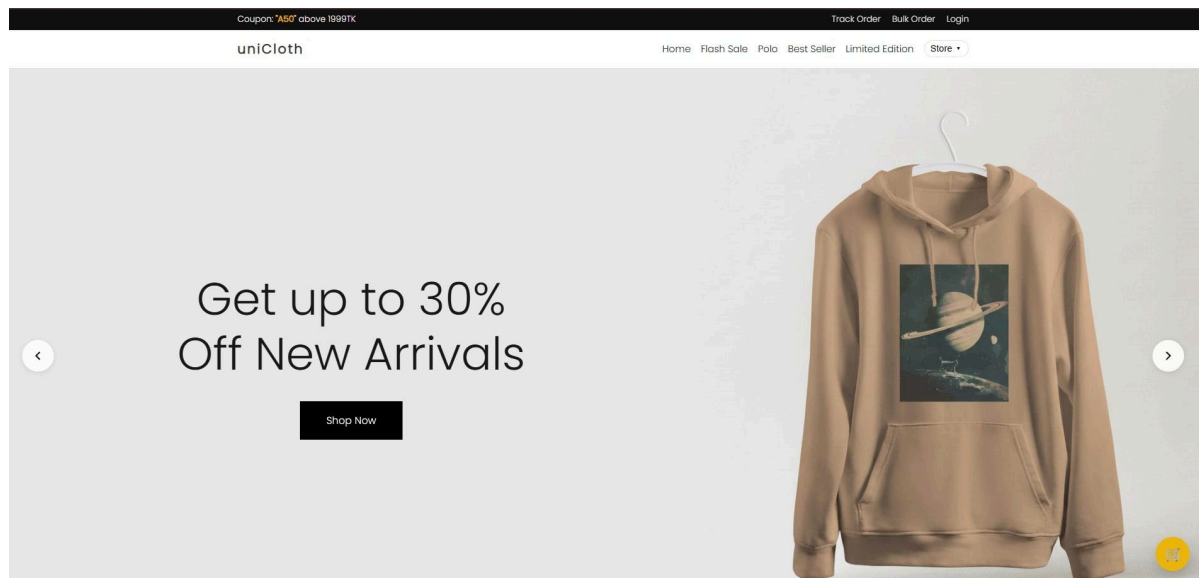 Coupon: "A50" above 1999TK
Track Order Bulk Order Login
uniCloth
Home Flash Sale Polo Best Seller Limited Edition Store
Get up to 30%
Off New Arrivals
Shop Now